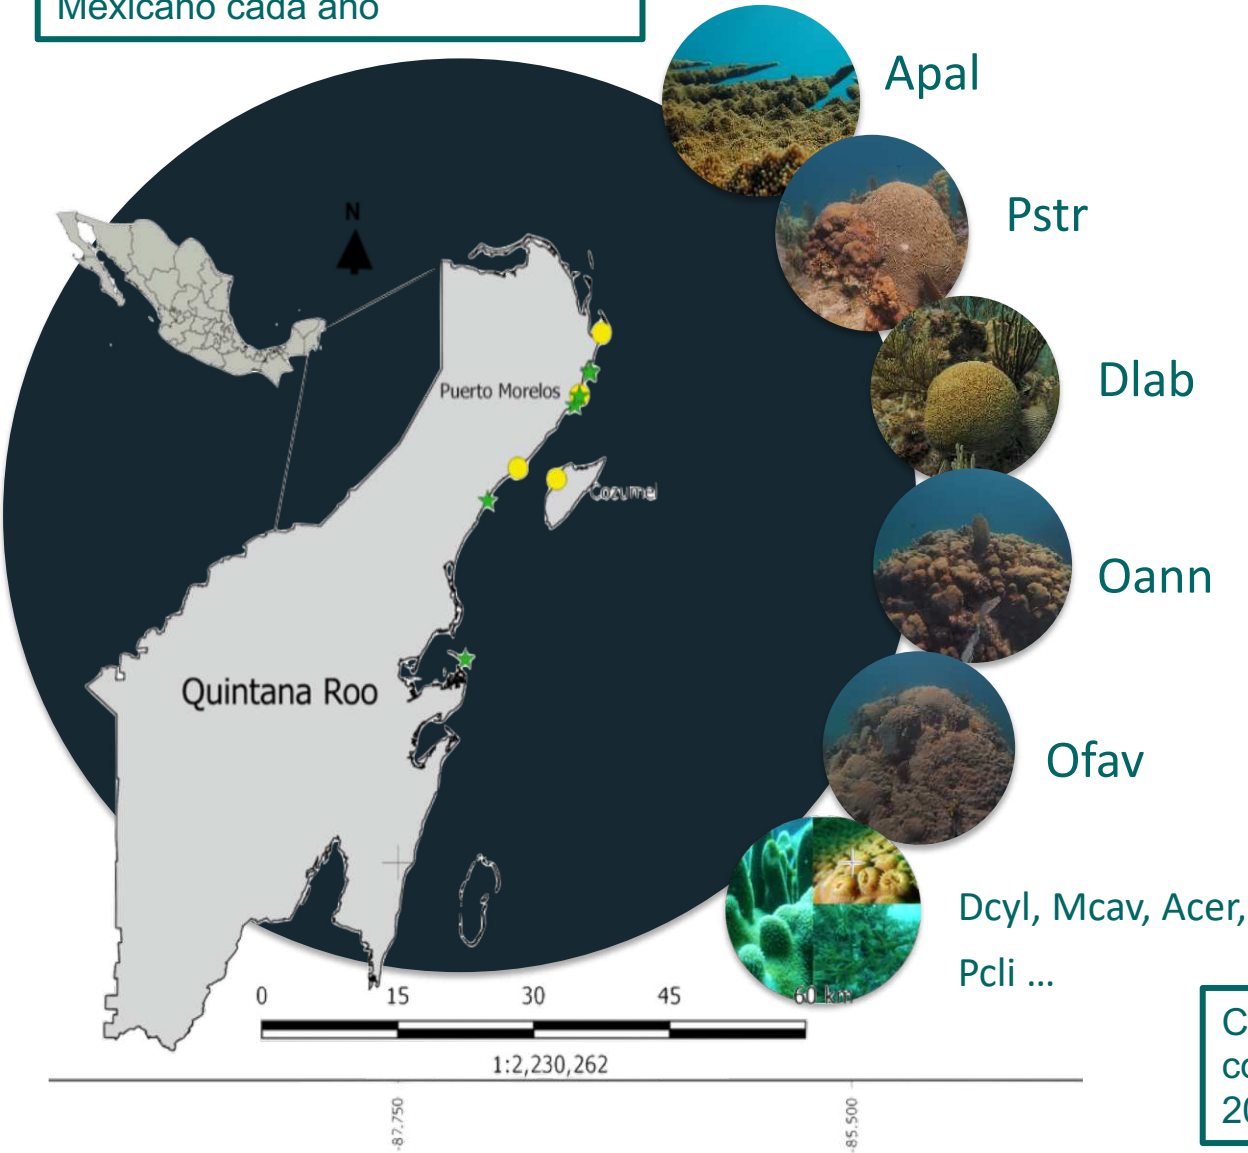 Mexicano cada año
Apal
Pstr
N
Dlab
Puerto Morelos
Cozumel
Oann
Quintana Roo
Ofav
Dcyl, Mcav, Acer,
Pcli ...
0 15 30 45 60 km
1:2,230,262
-87.750
-85.500